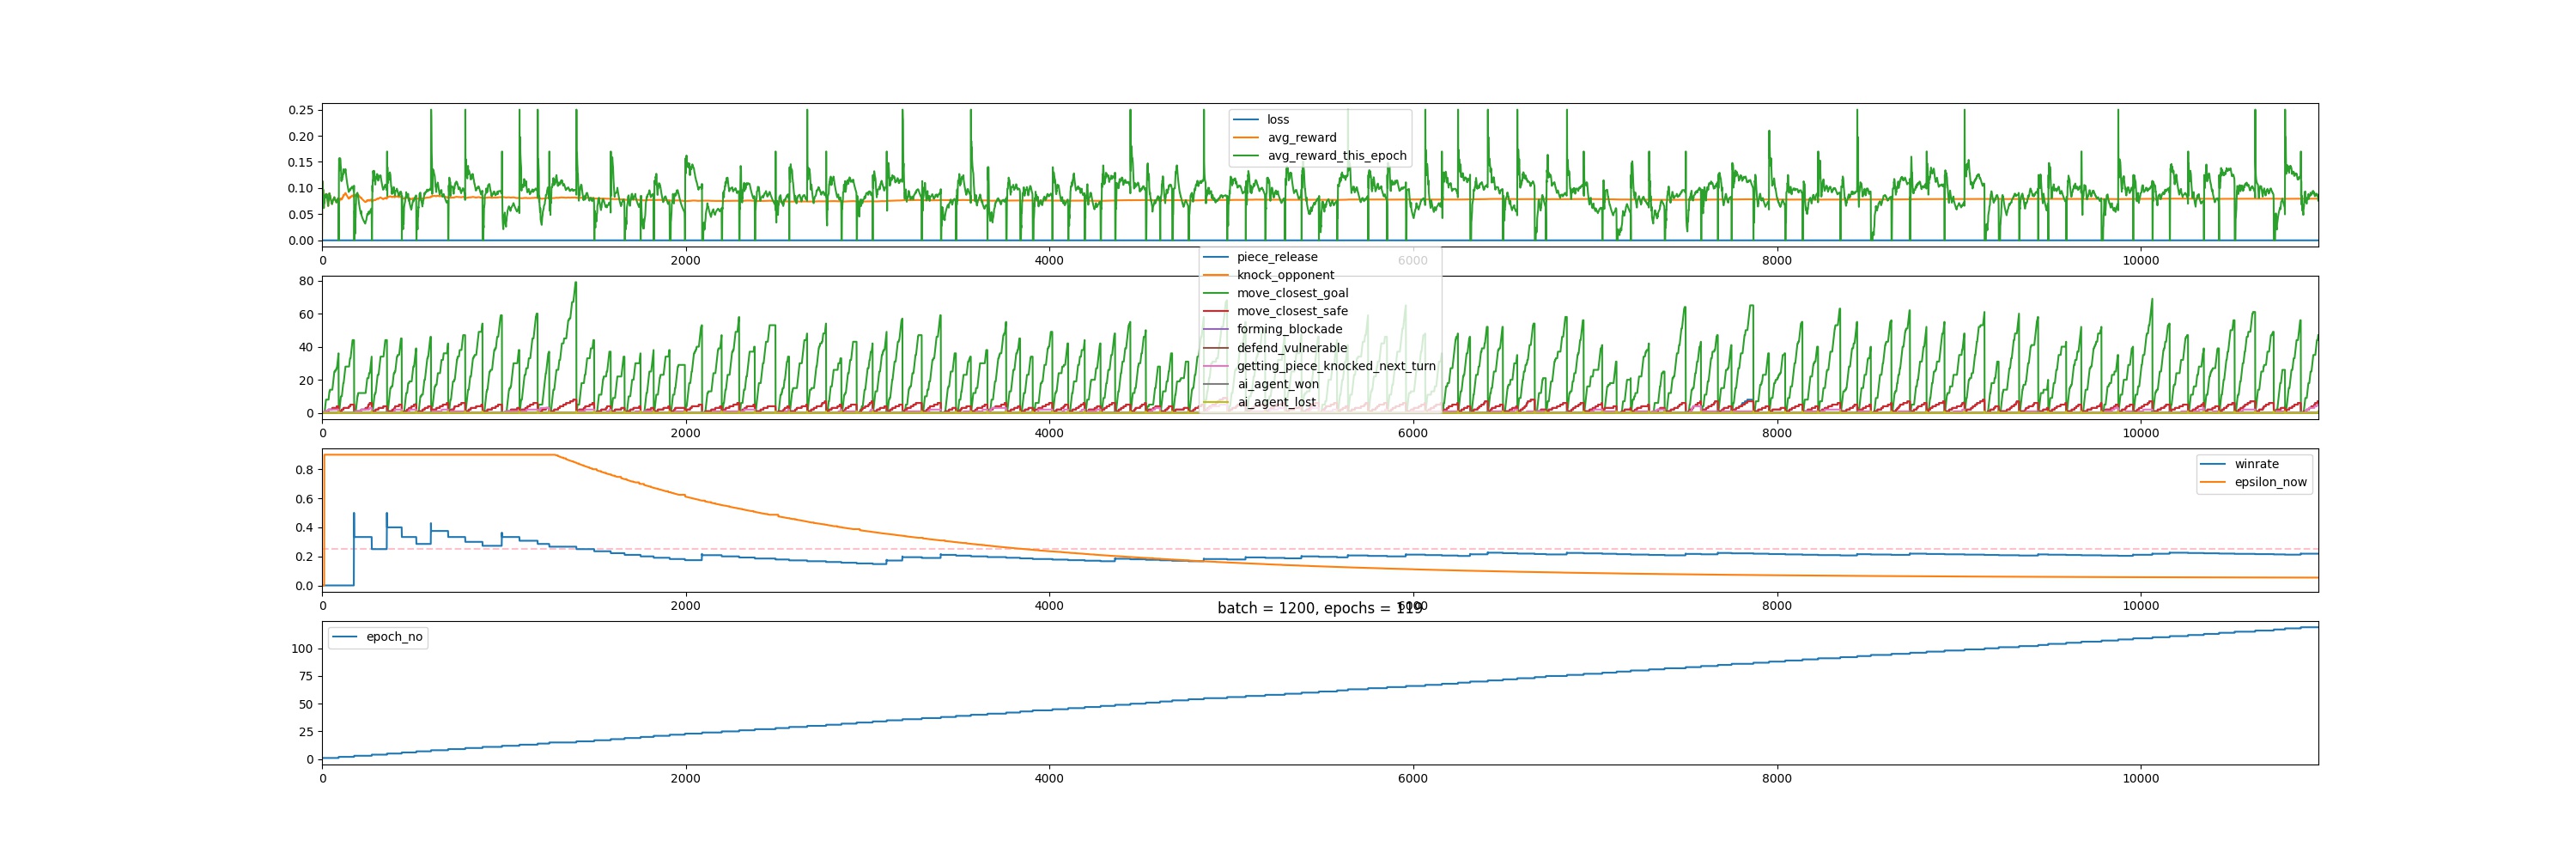 0.25
0.20
0.15
0.10
0.05
0.00
loss
avg_reward
avg_reward_this_epoch
0 2000 4000 6000 8000 10000
80
60
40
20
0
piece_release
knock_opponent
move_closest_goal
move_closest_safe
forming_blockade
defend_vulnerable
getting_piece_knocked_next_turn
ai_agent_won
ai_agent_lost
0 2000 4000 6000 8000 10000
0.8
0.6
0.4
0.2
0.0
winrate
epsilon_now
0 2000 4000 6000 8000 10000
batch = 1200, epochs = 119
epoch_no
100
75
50
25
0
0 2000 4000 6000 8000 10000